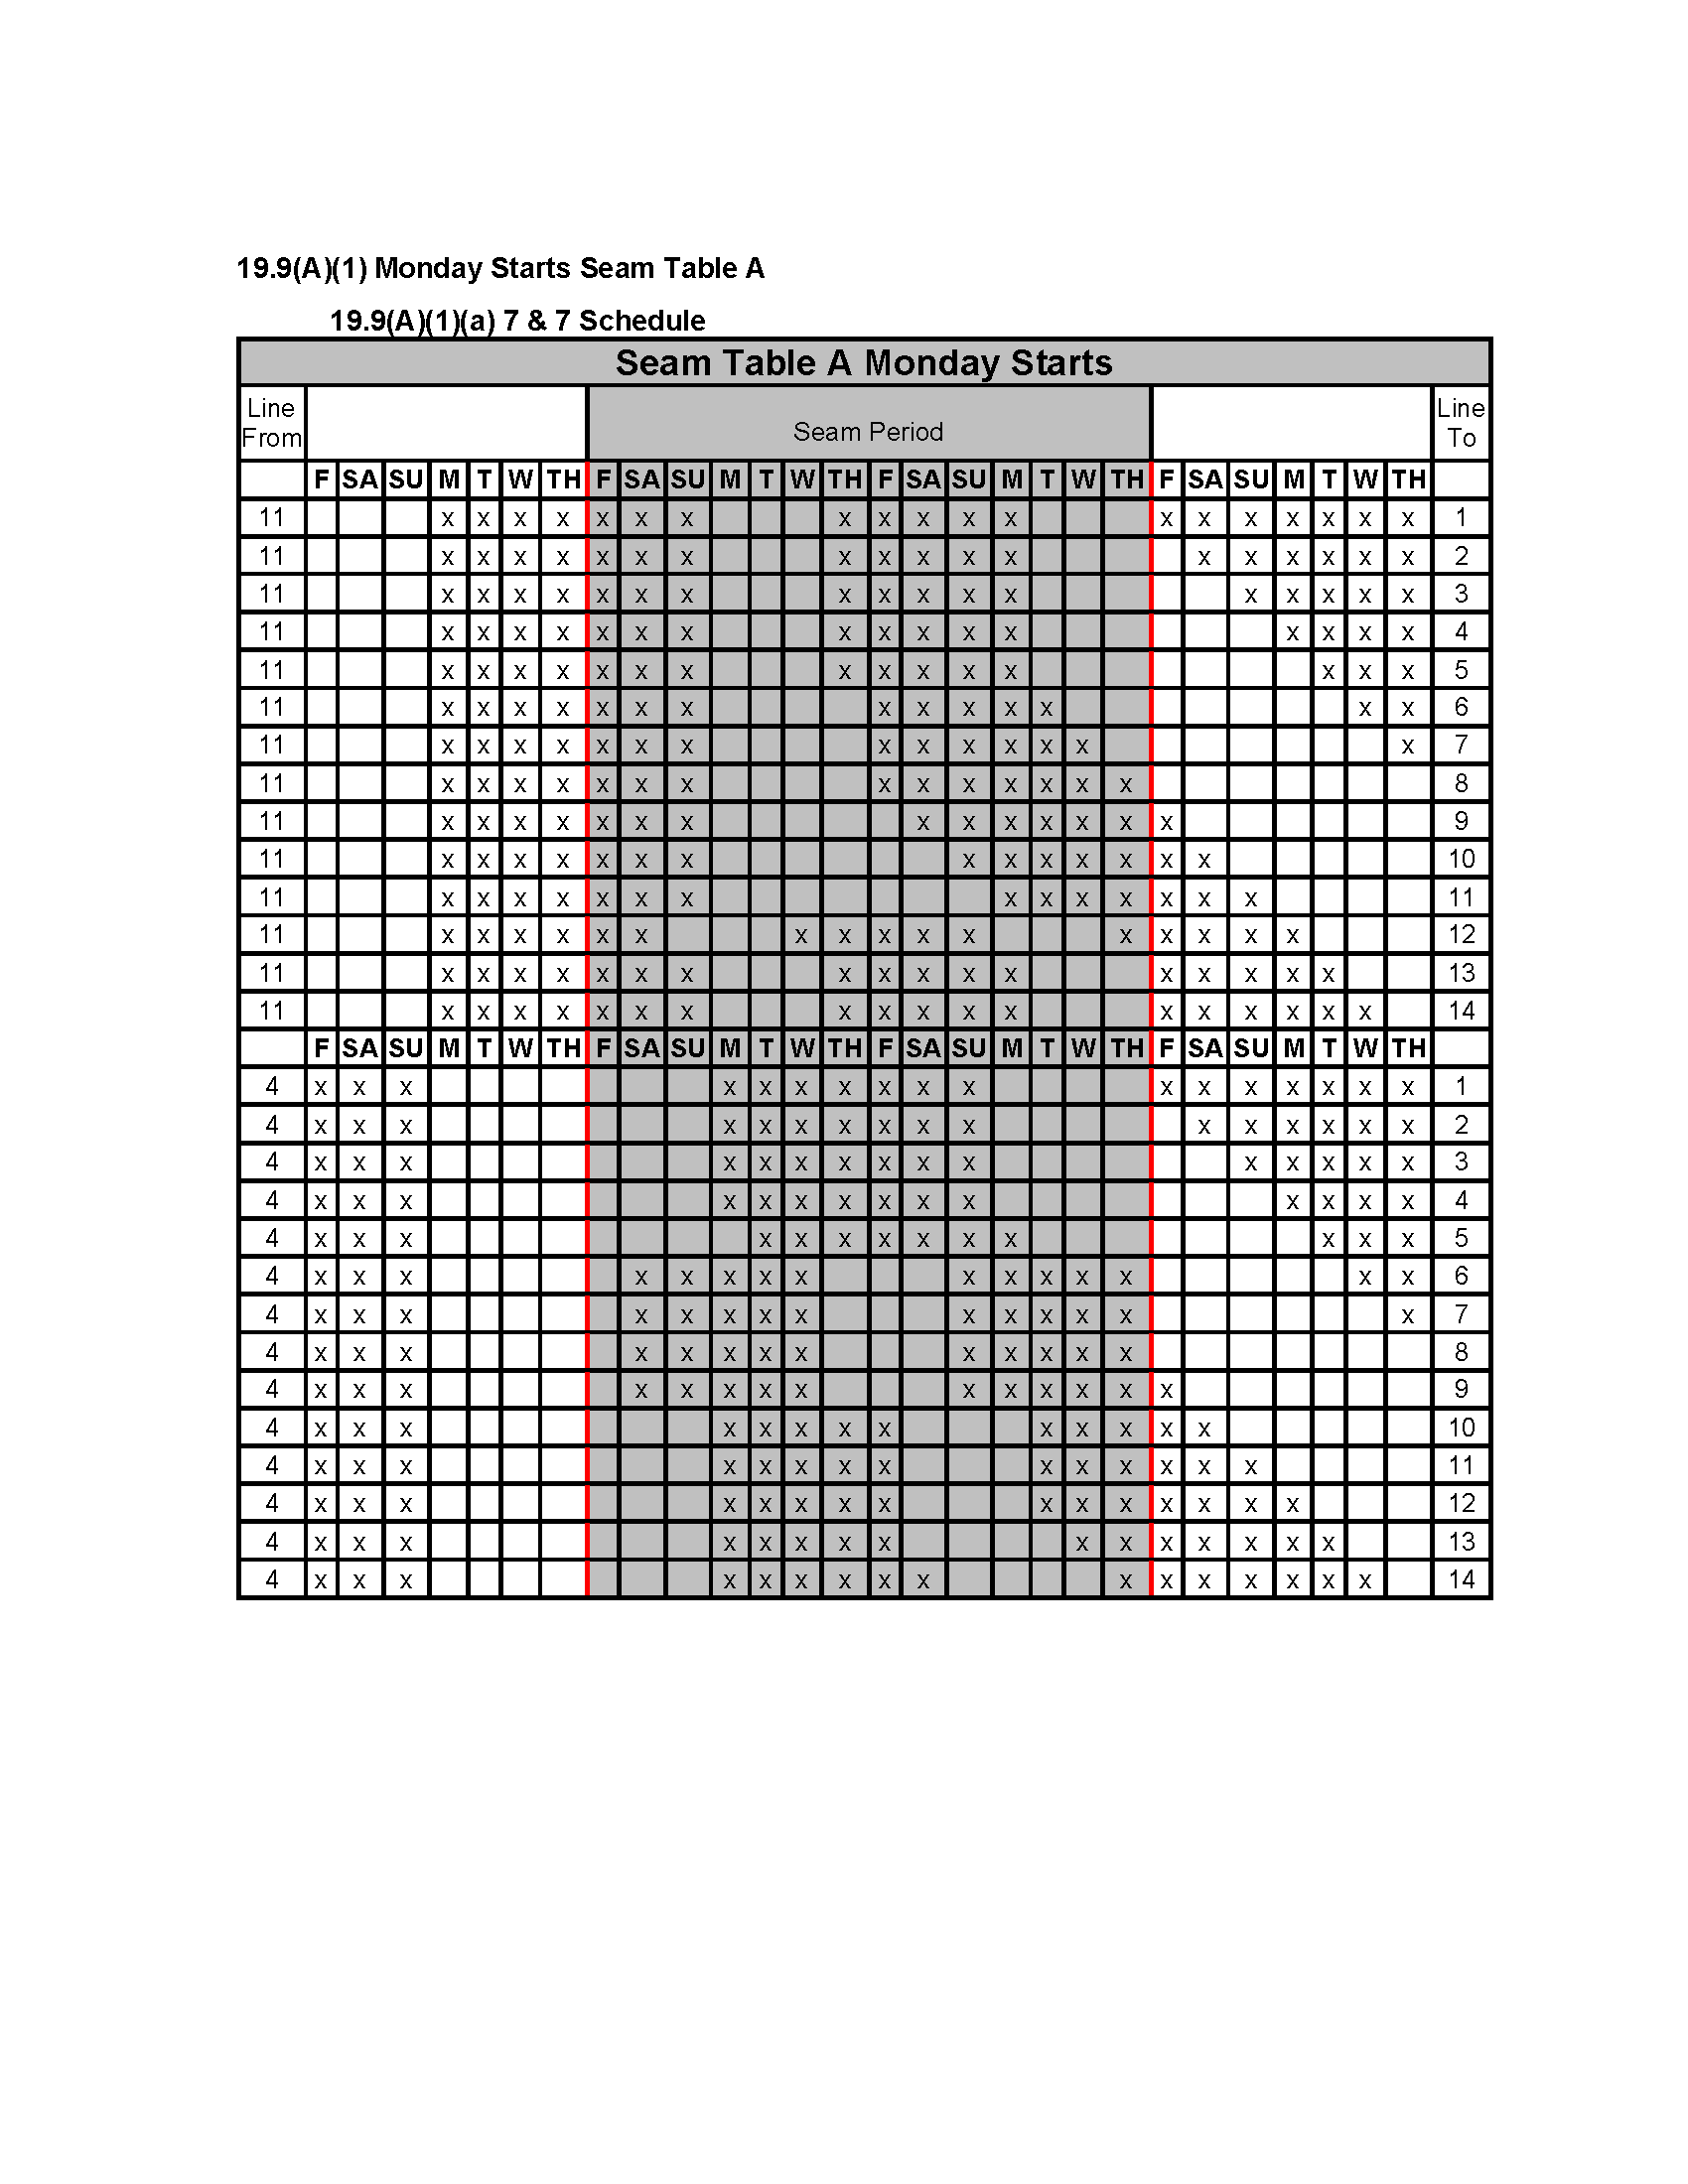 19.9(A)(1) Monday Starts Seam Table A
19.9(A)(1)(a) 7 & 7 Schedule
Seam Table A Monday Starts
Line From Seam Period Line To
F SA SU M T W TH F SA SU M T W TH F SA SU M T W TH F SA SU M T W TH
11 x x x x x x x x x x x x x x x x x x x 1
11 x x x x x x x x x x x x x x x x x x 2
11 x x x x x x x x x x x x x x x x x 3
11 x x x x x x x x x x x x x x x x 4
11 x x x x x x x x x x x x x x x 5
11 x x x x x x x x x x x x x x 6
11 x x x x x x x x x x x x x x 7
11 x x x x x x x x x x x x x x 8
11 x x x x x x x x x x x x x x 9
11 x x x x x x x x x x x x x x 10
11 x x x x x x x x x x x x x x 11
11 x x x x x x x x x x x x x x x x 12
11 x x x x x x x x x x x x x x x x x 13
11 x x x x x x x x x x x x x x x x x x 14
F SA SU M T W TH F SA SU M T W TH F SA SU M T W TH F SA SU M T W TH
4 x x x x x x x x x x x x x x x x x 1
4 x x x x x x x x x x x x x x x x 2
4 x x x x x x x x x x x x x x x 3
4 x x x x x x x x x x x x x x 4
4 x x x x x x x x x x x x x 5
4 x x x x x x x x x x x x x x x 6
4 x x x x x x x x x x x x x x 7
4 x x x x x x x x x x x x x 8
4 x x x x x x x x x x x x x x 9
4 x x x x x x x x x x x x x 10
4 x x x x x x x x x x x x x x 11
4 x x x x x x x x x x x x x x x 12
4 x x x x x x x x x x x x x x x 13
4 x x x x x x x x x x x x x x x x 14